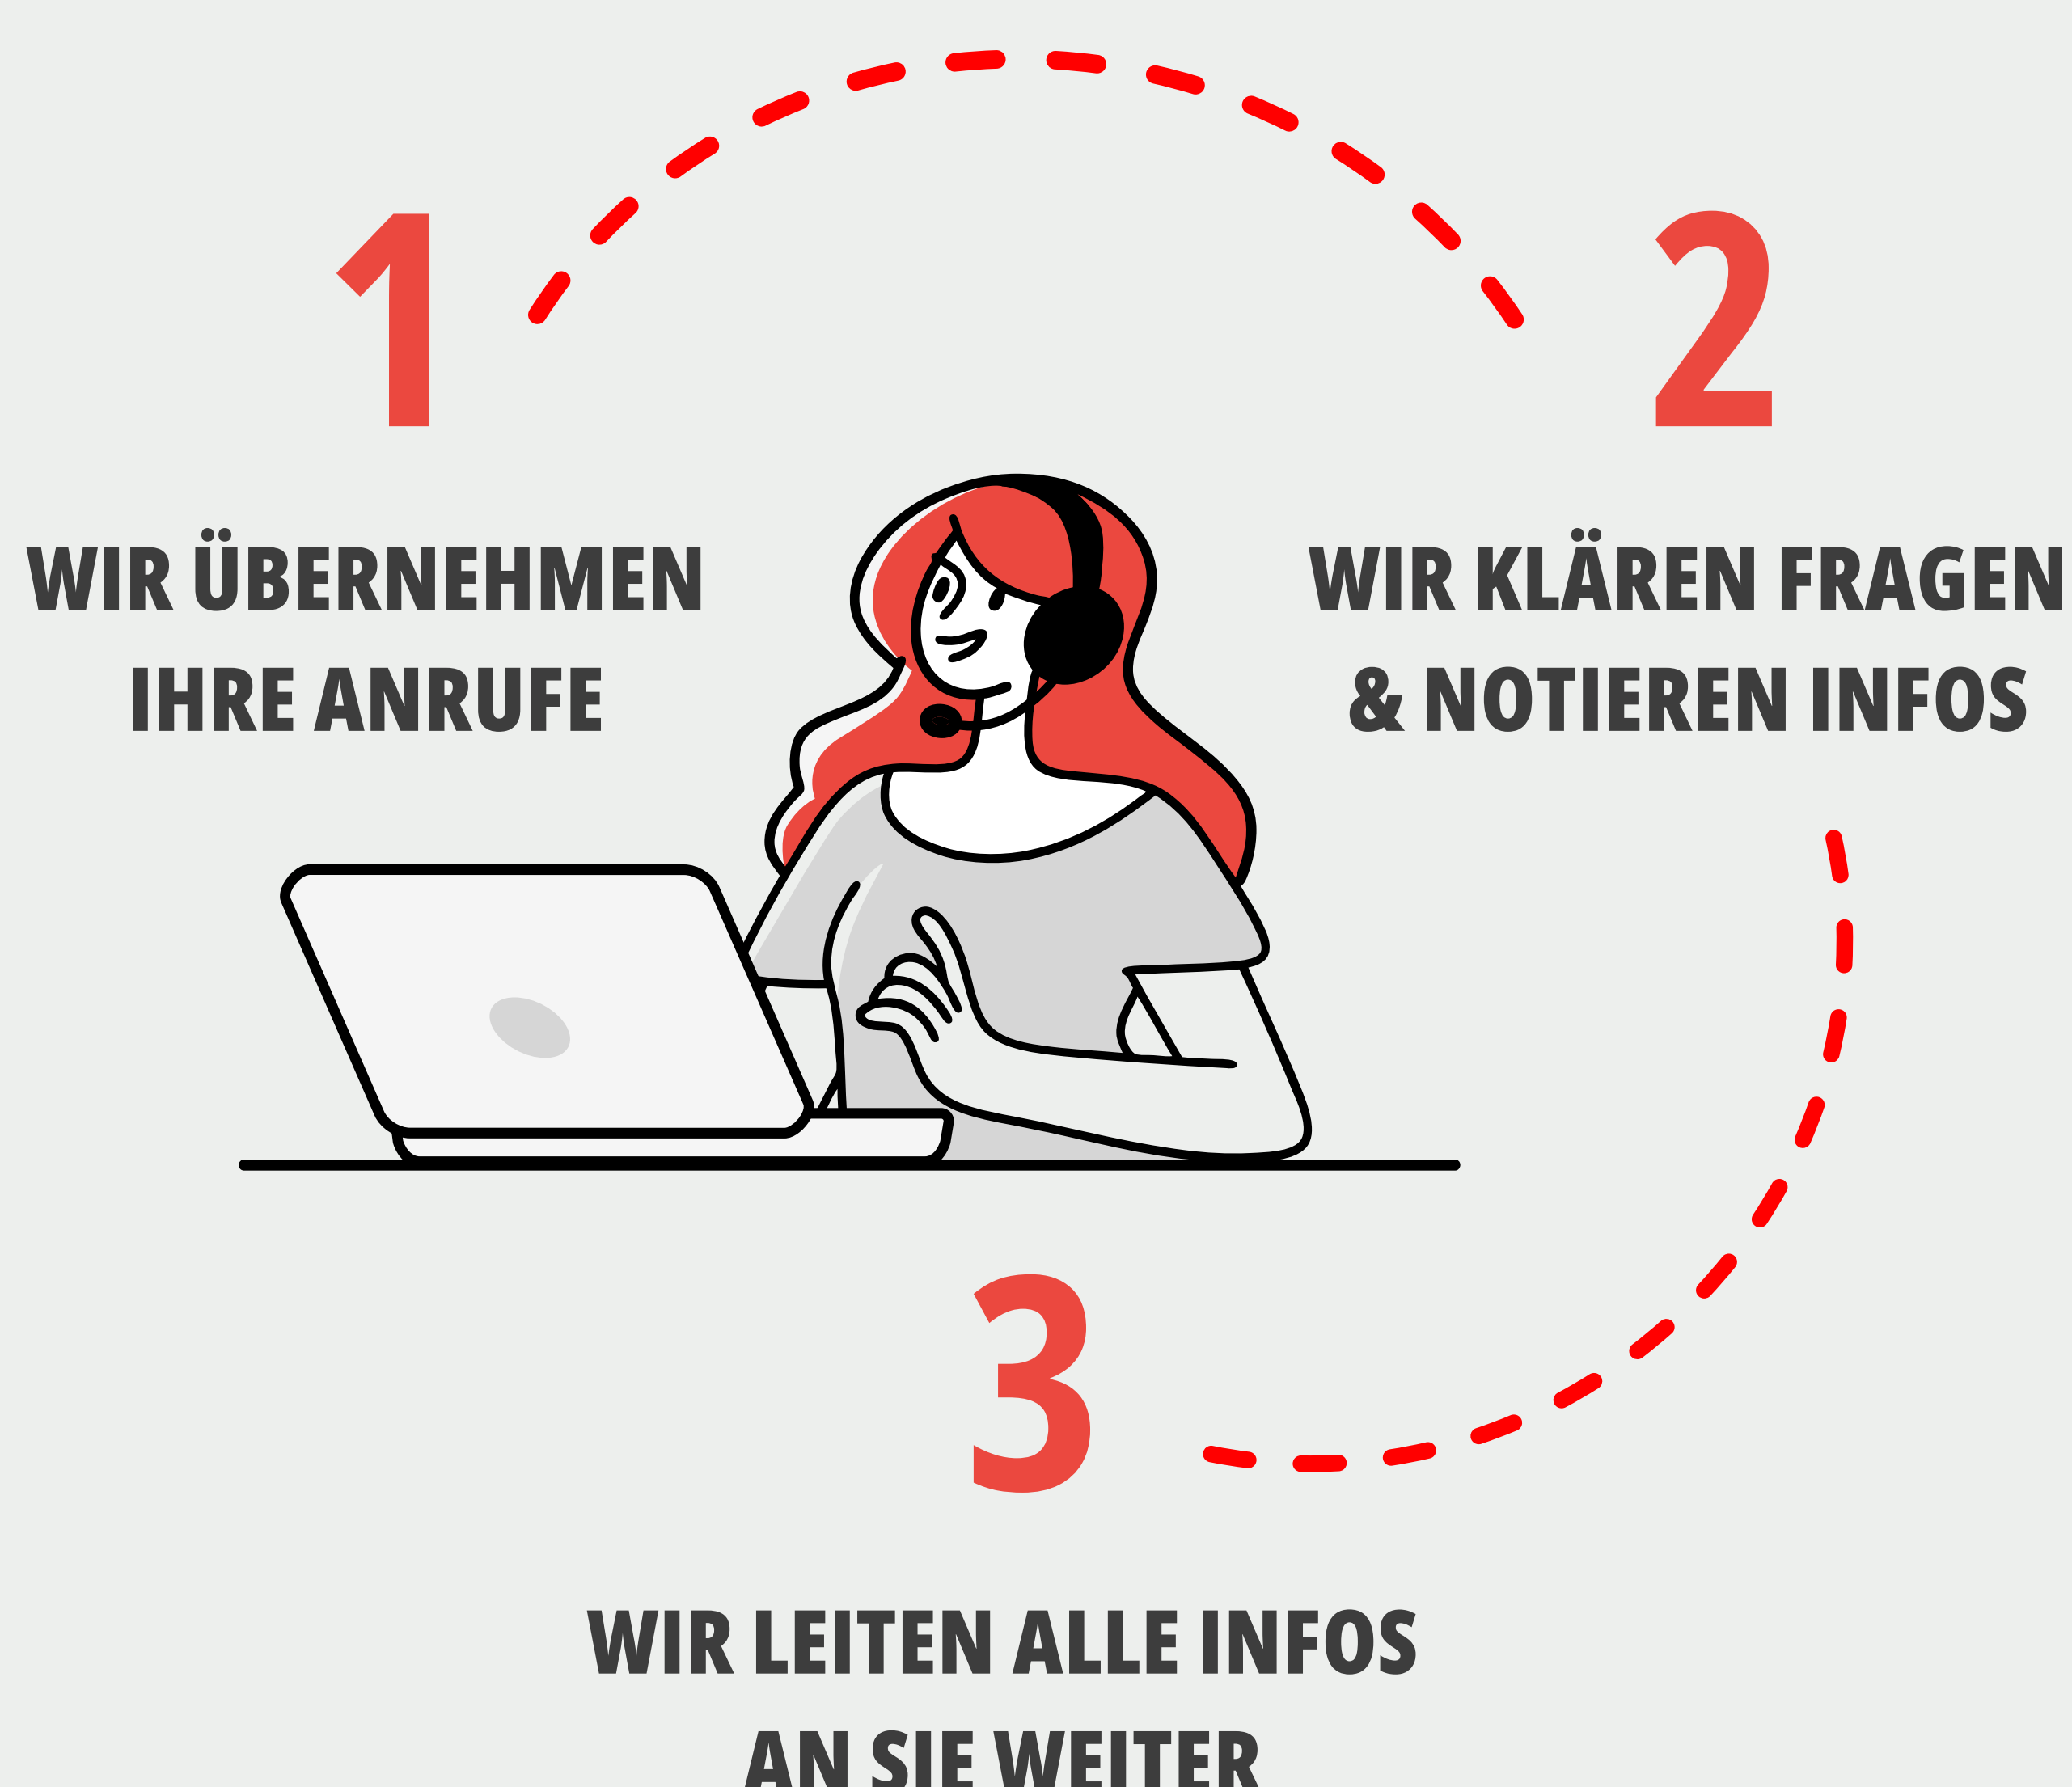 1
WIR ÜBERNEHMEN
IHRE ANRUFE
2
WIR KLÄREN FRAGEN
& NOTIEREN INFOS
3
WIR LEITEN ALLE INFOS
AN SIE WEITER